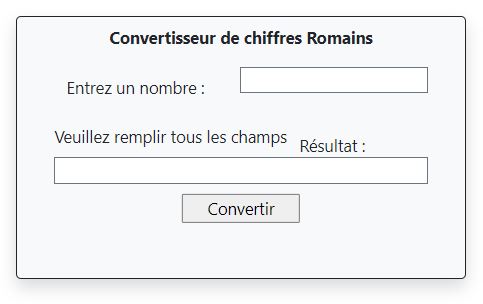 Convertisseur de chiffres Romains
Entrez un nombre :
Veuillez remplir tous les champs
Résultat :
Convertir